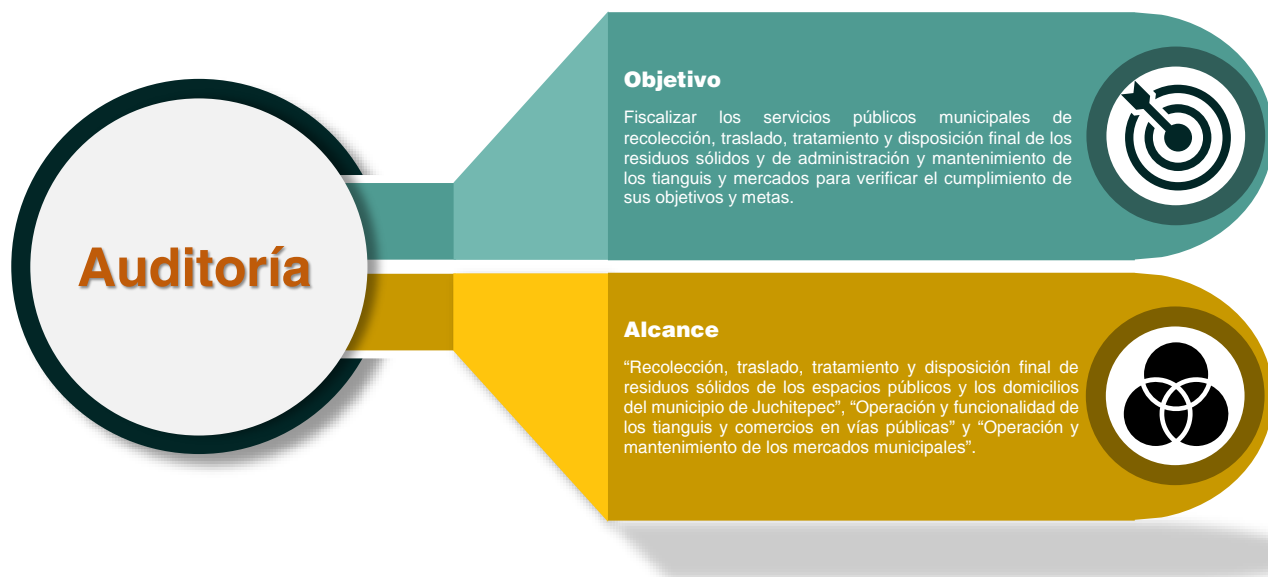 Auditoría
Objetivo
Fiscalizar los servicios públicos municipales de
recolección, traslado, tratamiento y disposición final de los
residuos sólidos y de administración y mantenimiento de
los tianguis y mercados para verificar el cumplimiento de
sus objetivos y metas.
Alcance
“Recolección, traslado, tratamiento y disposición final de
residuos sólidos de los espacios públicos y los domicilios
del municipio de Juchitepec”, “Operación y funcionalidad de
los tianguis y comercios en vías públicas” y “Operación y
mantenimiento de los mercados municipales”.